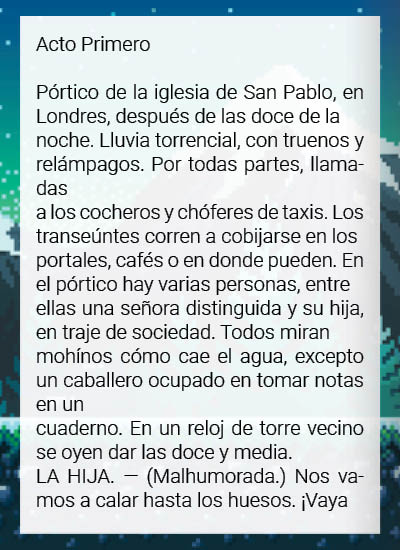 Acto Primero
Pórtico de la iglesia de San Pablo, en
Londres, después de las doce de la
noche. Lluvia torrencial, con truenos y
relámpagos. Por todas partes, llama-
das
a los cocheros y chóferes de taxis. Los
transeúntes corren a cobijarse en los
portales, cafés o en donde pueden. En
el pórtico hay varias personas, entre
ellas una señora distinguida y su hija,
en traje de sociedad. Todos miran
mohínos cómo cae el agua, excepto
un caballero ocupado en tomar notas
en un
cuaderno. En un reloj de torre vecino
se oyen dar las doce y media.
LA HIJA. — (Malhumorada.) Nos va-
mos a calar hasta los huesos. ¡Vaya